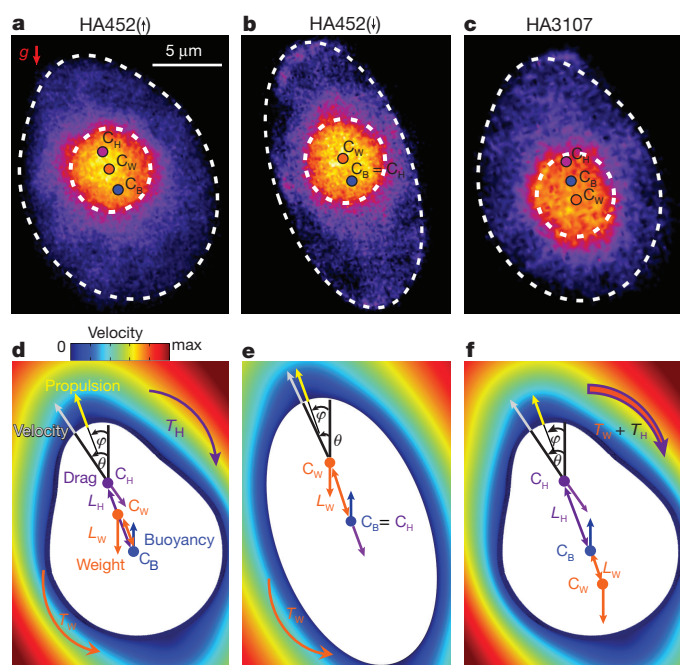 a HA452(↑) b HA452(↓) c HA3107
g 5 μm
C_H
C_W
C_B
C_W
C_B = C_H
C_H
C_B
C_W
d 0 Velocity max e f
Propulsion
Velocity
T_H
φ
θ
Drag C_H
L_H C_W
L_W Buoyancy
Weight C_B
T_W
φ
θ
C_W
L_W
C_B = C_H
T_W
T_W + T_H
φ
θ
C_H
L_H
C_B
L_W
C_W